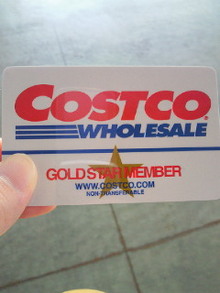 COSTCO
WHOLESALE
GOLD STAR MEMBER
WWW.COSTCO.COM
NON-TRANSFERABLE